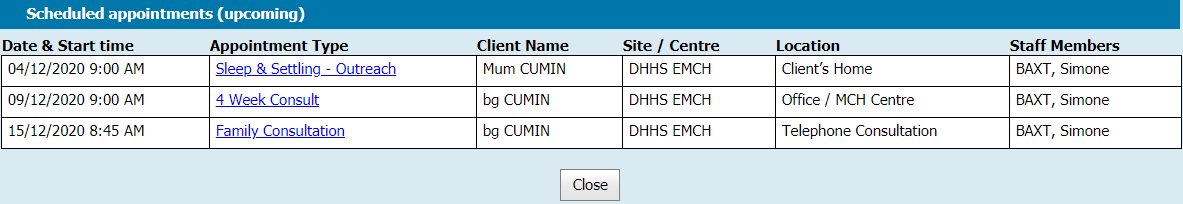 Scheduled appointments (upcoming)
Date & Start time Appointment Type Client Name Site / Centre Location Staff Members
04/12/2020 9:00 AM Sleep & Settling - Outreach Mum CUMIN DHHS EMCH Client's Home BAXT, Simone
09/12/2020 9:00 AM 4 Week Consult bg CUMIN DHHS EMCH Office / MCH Centre BAXT, Simone
15/12/2020 8:45 AM Family Consultation bg CUMIN DHHS EMCH Telephone Consultation BAXT, Simone
Close